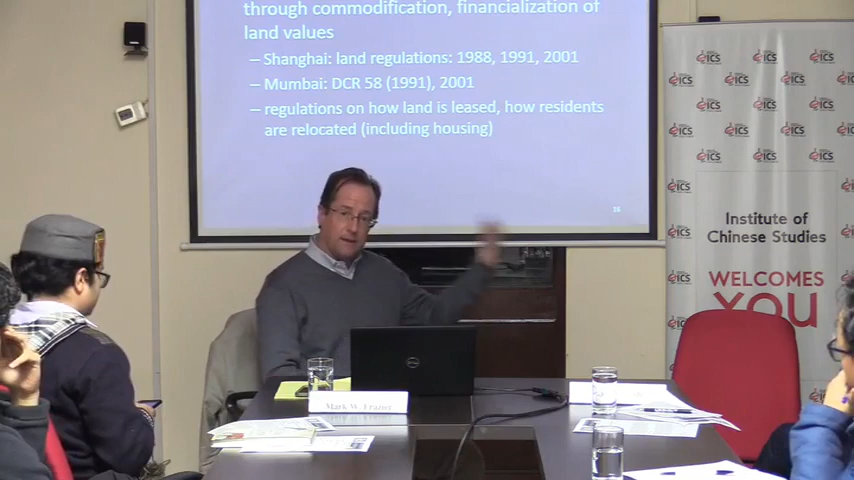 through commodification, financialization of
land values
– Shanghai: land regulations: 1988, 1991, 2001
– Mumbai: DCR 58 (1991), 2001
– regulations on how land is leased, how residents
are relocated (including housing)
ICS
Institute of
Chinese Studies
WELCOMES
YOU
DELL
Mark W. Frazier